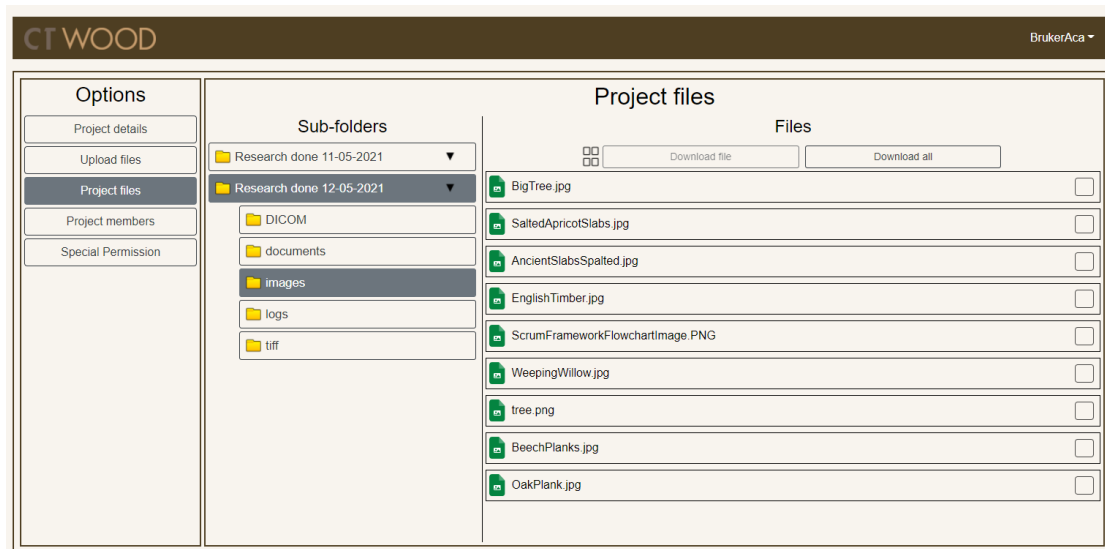 CT WOOD
BrukerAca
Options
Project details
Upload files
Project files
Project members
Special Permission
Project files
Sub-folders
Research done 11-05-2021
Research done 12-05-2021
DICOM
documents
images
logs
tiff
Files
Download file
Download all
BigTree.jpg
SaltedApricotSlabs.jpg
AncientSlabsSpalted.jpg
EnglishTimber.jpg
ScrumFrameworkFlowchartImage.PNG
WeepingWillow.jpg
tree.png
BeechPlanks.jpg
OakPlank.jpg